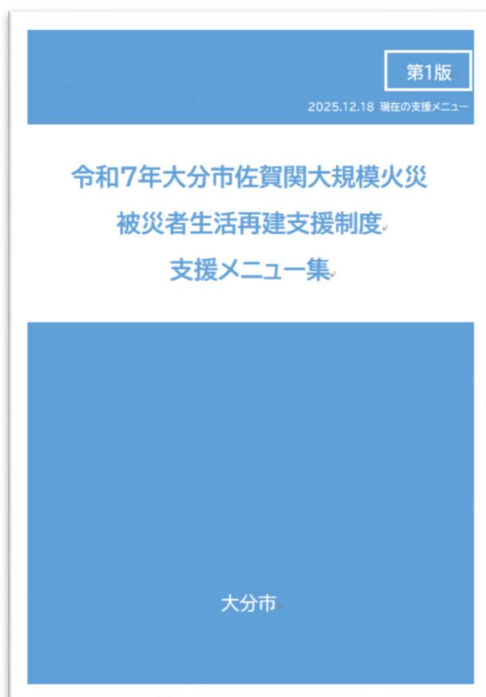 第1版
2025.12.18 現在の支援メニュー
令和7年大分市佐賀関大規模火災
被災者生活再建支援制度
支援メニュー集
大分市